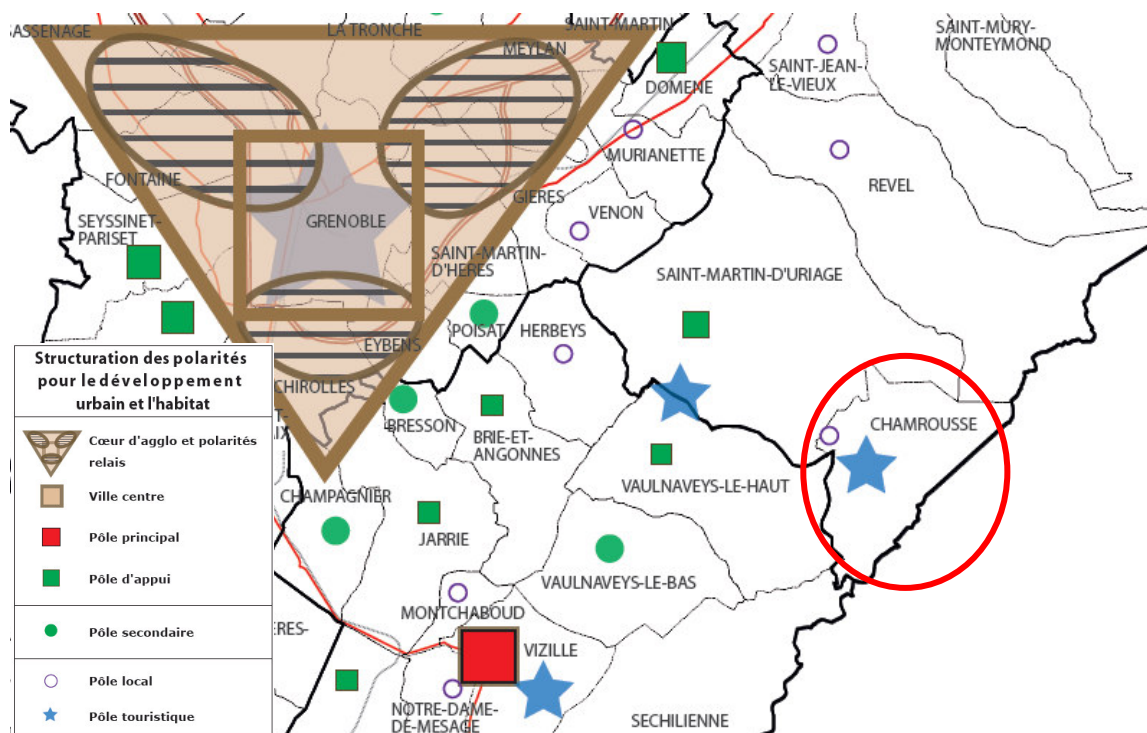 SASSENAGE
LA TRONCHE
SAINT-MARTIN
MEYLAN
SAINT-MURY-
MONTEYMOND
SAINT-JEAN-
LE-VIEUX
DOMENE
MURIANETTE
REVEL
FONTAINE
GIERES
VENON
GRENOBLE
SEYSSINET-
PARISET
SAINT-MARTIN-
D'HERES
SAINT-MARTIN-D'URIAGE
POISAT
HERBEYS
EYBENS
CHIROLLES
BRESSON
BRIE-ET-
ANGONNES
CHAMROUSSE
VAULNAVEYS-LE-HAUT
CHAMPAGNIER
JARRIE
VAULNAVEYS-LE-BAS
MONTCHABOUD
VIZILLE
NOTRE-DAME-
DE-MESAGE
SECHILIENNE
T-
IX
ERES-
Structuration des polarités
pour le développement
urbain et l'habitat
Cœur d'agglo et polarités
relais
Ville centre
Pôle principal
Pôle d'appui
Pôle secondaire
Pôle local
Pôle touristique